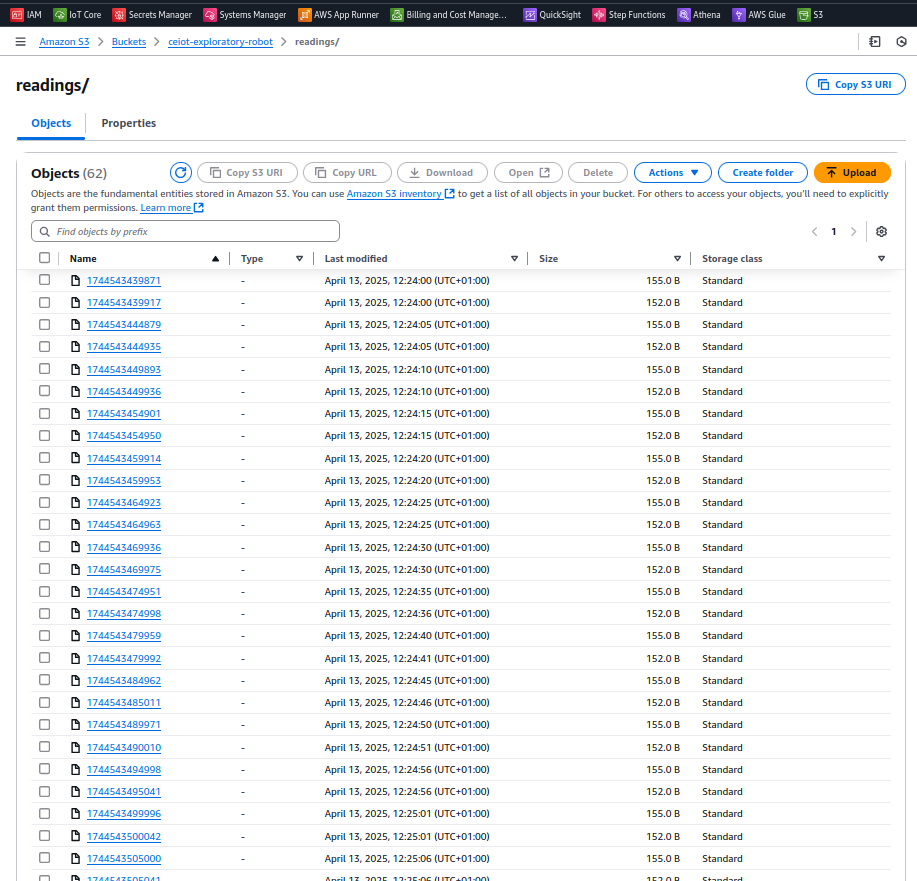 IAM IoT Core Secrets Manager Systems Manager AWS App Runner Billing and Cost Manage... QuickSight Step Functions Athena AWS Glue S3
Amazon S3 > Buckets > ceiot-exploratory-robot > readings/
readings/
Copy S3 URI
Objects Properties
Objects (62) Copy S3 URI Copy URL Download Open Delete Actions Create folder Upload
Objects are the fundamental entities stored in Amazon S3. You can use Amazon S3 inventory to get a list of all objects in your bucket. For others to access your objects, you'll need to explicitly
grant them permissions. Learn more
Find objects by prefix < 1 >
Name Type Last modified Size Storage class
1744543439871 - April 13, 2025, 12:24:00 (UTC+01:00) 155.0 B Standard
1744543439917 - April 13, 2025, 12:24:00 (UTC+01:00) 152.0 B Standard
1744543444879 - April 13, 2025, 12:24:05 (UTC+01:00) 155.0 B Standard
1744543444935 - April 13, 2025, 12:24:05 (UTC+01:00) 152.0 B Standard
1744543449893 - April 13, 2025, 12:24:10 (UTC+01:00) 155.0 B Standard
1744543449936 - April 13, 2025, 12:24:10 (UTC+01:00) 152.0 B Standard
1744543454901 - April 13, 2025, 12:24:15 (UTC+01:00) 155.0 B Standard
1744543454950 - April 13, 2025, 12:24:15 (UTC+01:00) 152.0 B Standard
1744543459914 - April 13, 2025, 12:24:20 (UTC+01:00) 155.0 B Standard
1744543459953 - April 13, 2025, 12:24:20 (UTC+01:00) 152.0 B Standard
1744543464923 - April 13, 2025, 12:24:25 (UTC+01:00) 155.0 B Standard
1744543464963 - April 13, 2025, 12:24:25 (UTC+01:00) 152.0 B Standard
1744543469936 - April 13, 2025, 12:24:30 (UTC+01:00) 155.0 B Standard
1744543469975 - April 13, 2025, 12:24:30 (UTC+01:00) 152.0 B Standard
1744543474951 - April 13, 2025, 12:24:35 (UTC+01:00) 155.0 B Standard
1744543474998 - April 13, 2025, 12:24:36 (UTC+01:00) 152.0 B Standard
1744543479959 - April 13, 2025, 12:24:40 (UTC+01:00) 155.0 B Standard
1744543479992 - April 13, 2025, 12:24:41 (UTC+01:00) 152.0 B Standard
1744543484962 - April 13, 2025, 12:24:45 (UTC+01:00) 155.0 B Standard
1744543485011 - April 13, 2025, 12:24:46 (UTC+01:00) 152.0 B Standard
1744543489971 - April 13, 2025, 12:24:50 (UTC+01:00) 155.0 B Standard
1744543490010 - April 13, 2025, 12:24:51 (UTC+01:00) 152.0 B Standard
1744543494998 - April 13, 2025, 12:24:56 (UTC+01:00) 155.0 B Standard
1744543495041 - April 13, 2025, 12:24:56 (UTC+01:00) 152.0 B Standard
1744543499996 - April 13, 2025, 12:25:01 (UTC+01:00) 155.0 B Standard
1744543500042 - April 13, 2025, 12:25:01 (UTC+01:00) 152.0 B Standard
1744543505000 - April 13, 2025, 12:25:06 (UTC+01:00) 155.0 B Standard
1744543505041 - April 13, 2025, 12:25:06 (UTC+01:00) 152.0 B Standard